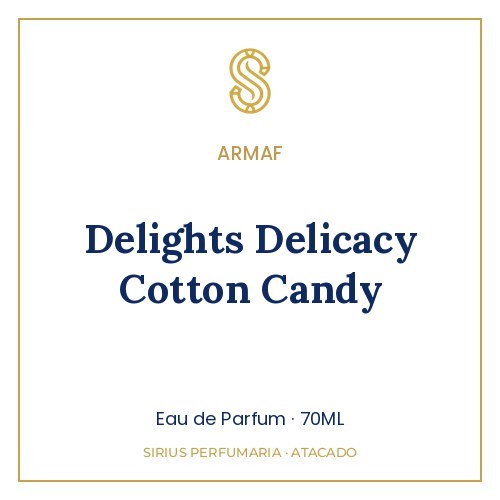 ARMAF
Delights Delicacy
Cotton Candy
Eau de Parfum · 70ML
SIRIUS PERFUMARIA · ATACADO